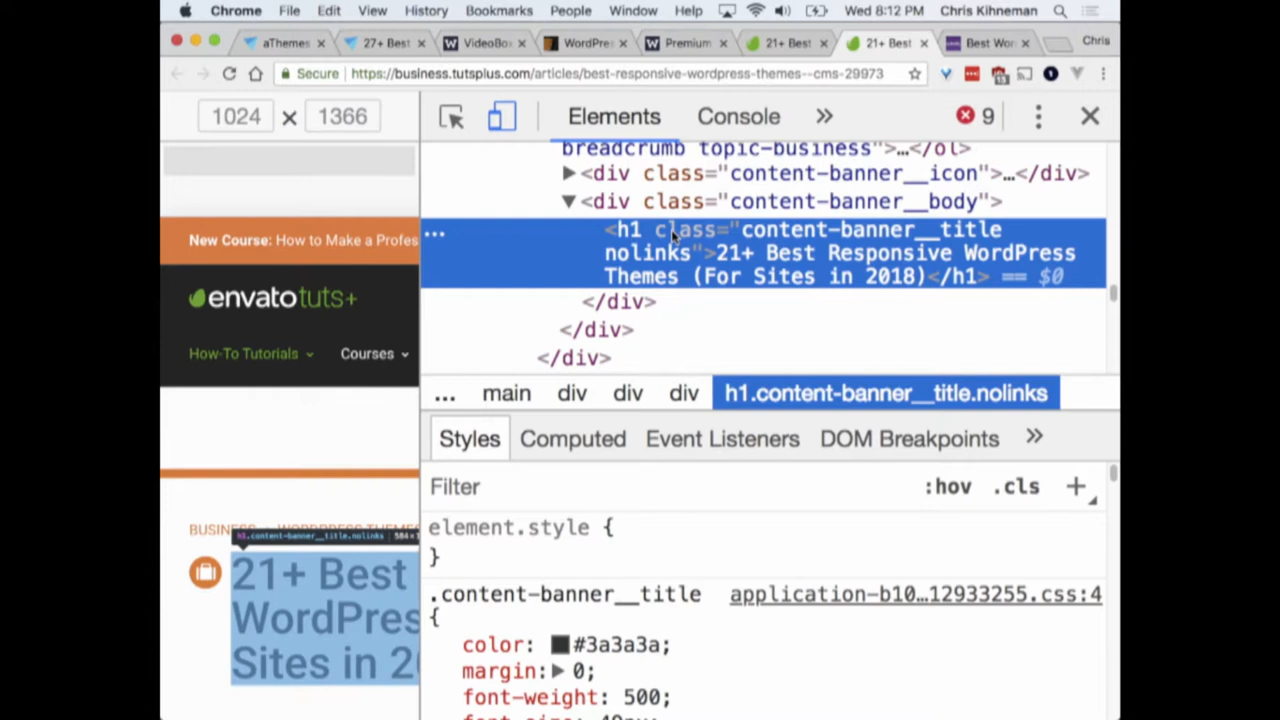 Chrome File Edit View History Bookmarks People Window Help Wed 8:12 PM Chris Kihneman
aThemes 27+ Best VideoBox WordPres Premium 21+ Best 21+ Best Best Wor Chris
Secure https://business.tutsplus.com/articles/best-responsive-wordpress-themes--cms-29973
1024 × 1366 Elements Console » 9
breadcrumb topic-business">…</ol>
<div class="content-banner__icon">…</div>
<div class="content-banner__body">
<h1 class="content-banner__title
nolinks">21+ Best Responsive WordPress
Themes (For Sites in 2018)</h1> == $0
</div>
</div>
</div>
... main div div div h1.content-banner__title.nolinks
Styles Computed Event Listeners DOM Breakpoints »
Filter :hov .cls +
element.style {
}
.content-banner__title application-b10…12933255.css:4
{
color: #3a3a3a;
margin: 0;
font-weight: 500;
New Course: How to Make a Profes
envatotuts+
How-To Tutorials Courses
BUSINESS
h1.content-banner__title.nolinks
21+ Best
WordPres
Sites in 20